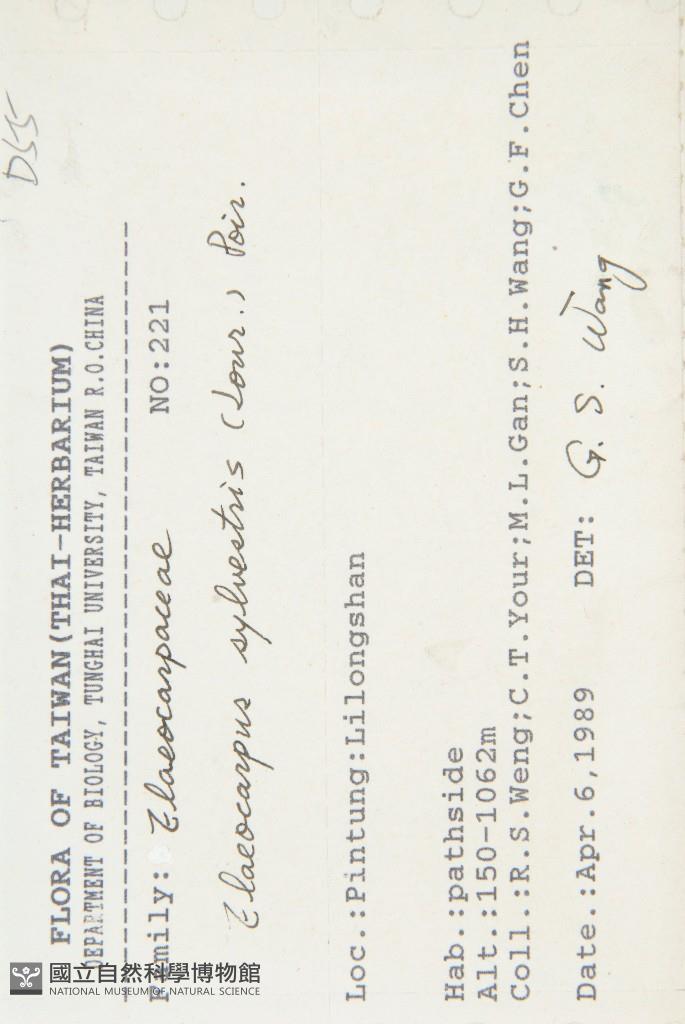 D55
FLORA OF TAIWAN(THAI-HERBARIUM)
DEPARTMENT OF BIOLOGY, TUNGHAI UNIVERSITY, TAIWAN R.O.CHINA
Family: Elaeocarpaceae NO:221
Elaeocarpus sylvestris (Lour.) Poir.
Loc.:Pintung:Lilongshan
Hab.:pathside
Alt.:150-1062m
Coll.:R.S.Weng;C.T.Your;M.L.Gan;S.H.Wang;G.F.Chen
Date.:Apr.6,1989 DET: G. S. Wang
國立自然科學博物館
NATIONAL MUSEUM OF NATURAL SCIENCE